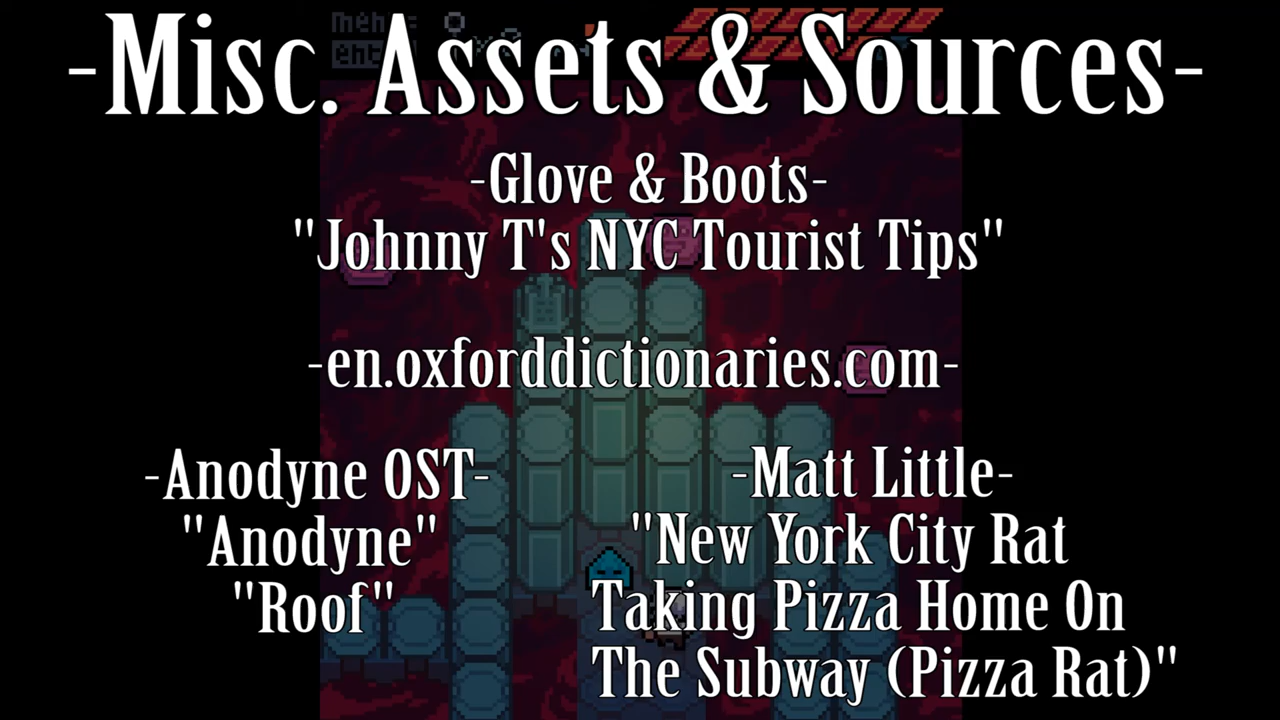 -Misc. Assets & Sources-
-Glove & Boots-
"Johnny T's NYC Tourist Tips"
-en.oxforddictionaries.com-
-Anodyne OST-
"Anodyne"
"Roof"
-Matt Little-
"New York City Rat
Taking Pizza Home On
The Subway (Pizza Rat)"